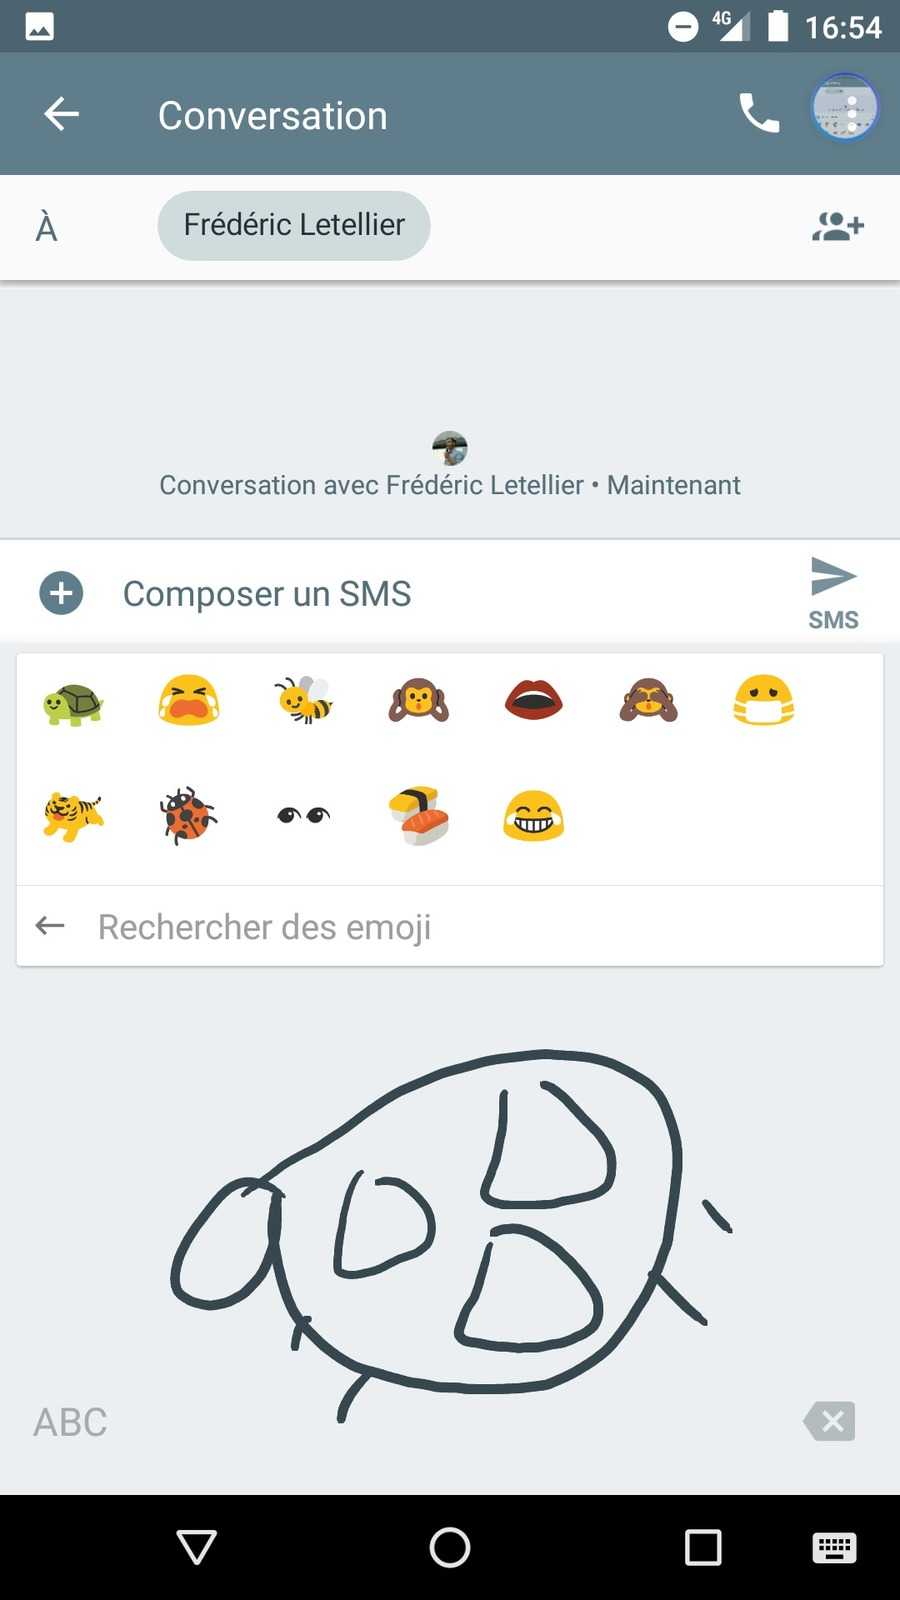 4G 16:54
Conversation
À Frédéric Letellier
Conversation avec Frédéric Letellier • Maintenant
Composer un SMS
SMS
Rechercher des emoji
ABC